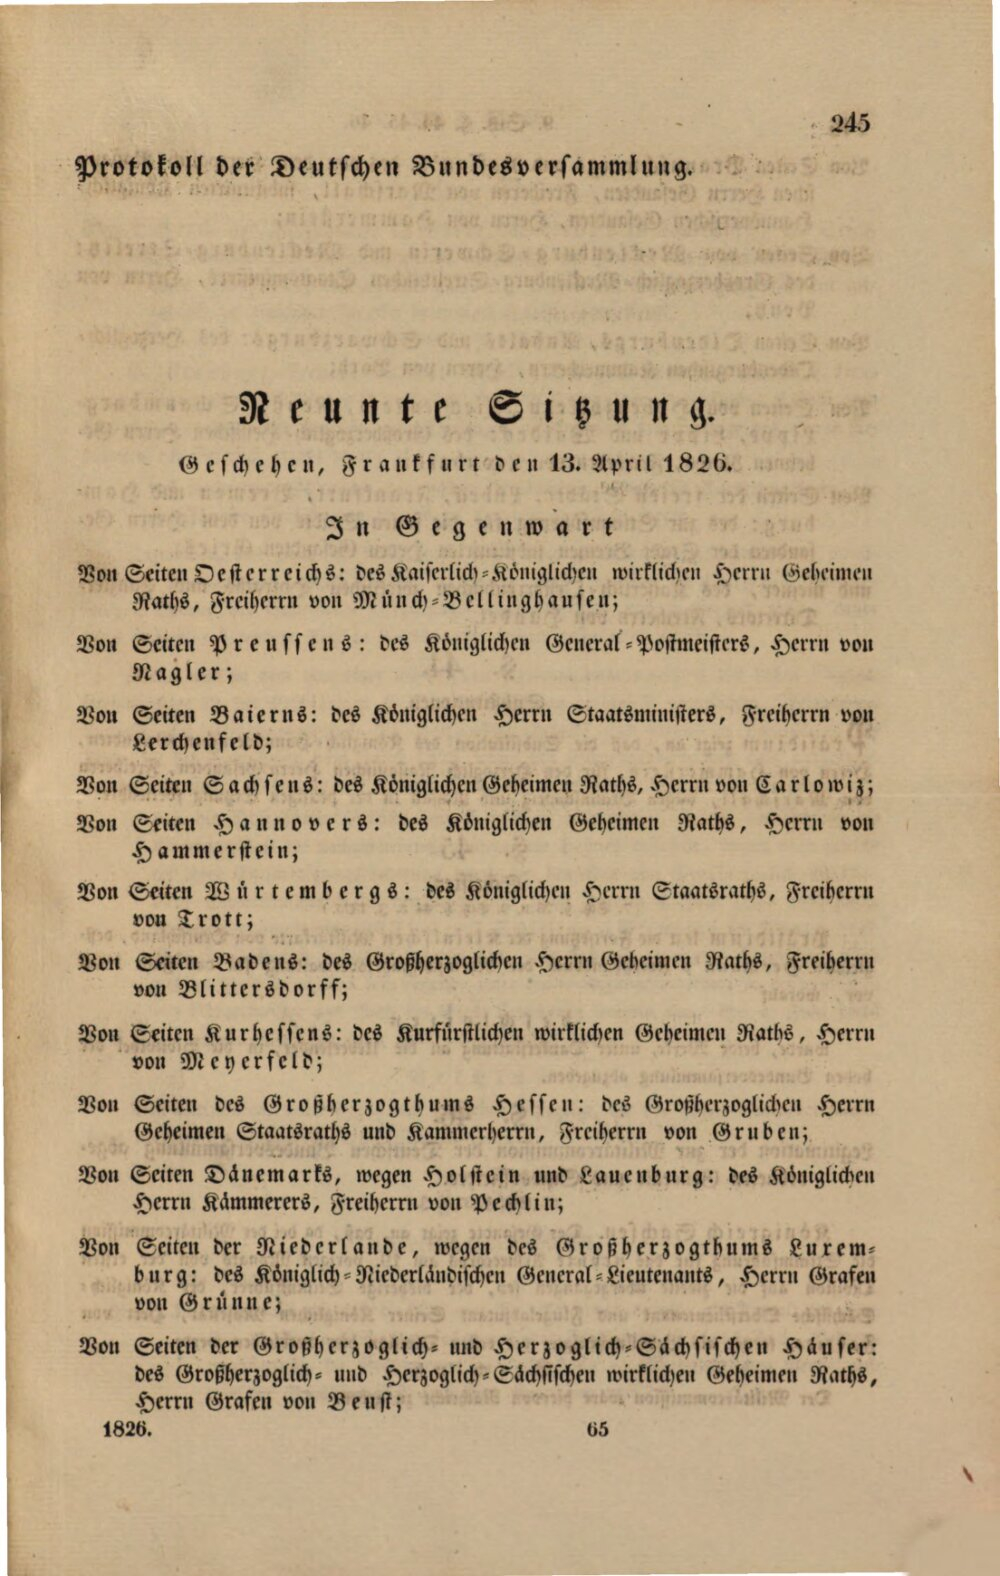 245
Protokoll der Deutschen Bundesversammlung.
Neunte Sitzung.
Geschehen, Frankfurt den 13. April 1826.
In Gegenwart
Von Seiten Oesterreichs: des Kaiserlich-Königlichen wirklichen Herrn Geheimen
Raths, Freiherrn von Münch-Bellinghausen;
Von Seiten Preussens: des Königlichen General-Postmeisters, Herrn von
Nagler;
Von Seiten Baierns: des Königlichen Herrn Staatsministers, Freiherrn von
Lerchenfeld;
Von Seiten Sachsens: des Königlichen Geheimen Raths, Herrn von Carlowiz;
Von Seiten Hannovers: des Königlichen Geheimen Raths, Herrn von
Hammerstein;
Von Seiten Würtembergs: des Königlichen Herrn Staatsraths, Freiherrn
von Trott;
Von Seiten Badens: des Großherzoglichen Herrn Geheimen Raths, Freiherrn
von Blittersdorff;
Von Seiten Kurhessens: des Kurfürstlichen wirklichen Geheimen Raths, Herrn
von Meyerfeld;
Von Seiten des Großherzogthums Hessen: des Großherzoglichen Herrn
Geheimen Staatsraths und Kammerherrn, Freiherrn von Gruben;
Von Seiten Dänemarks, wegen Holstein und Lauenburg: des Königlichen
Herrn Kämmerers, Freiherrn von Pechlin;
Von Seiten der Niederlande, wegen des Großherzogthums Luxem-
burg: des Königlich-Niederländischen General-Lieutenants, Herrn Grafen
von Grünne;
Von Seiten der Großherzoglich- und Herzoglich-Sächsischen Häuser:
des Großherzoglich- und Herzoglich-Sächsischen wirklichen Geheimen Raths,
Herrn Grafen von Beust;
1826. 65